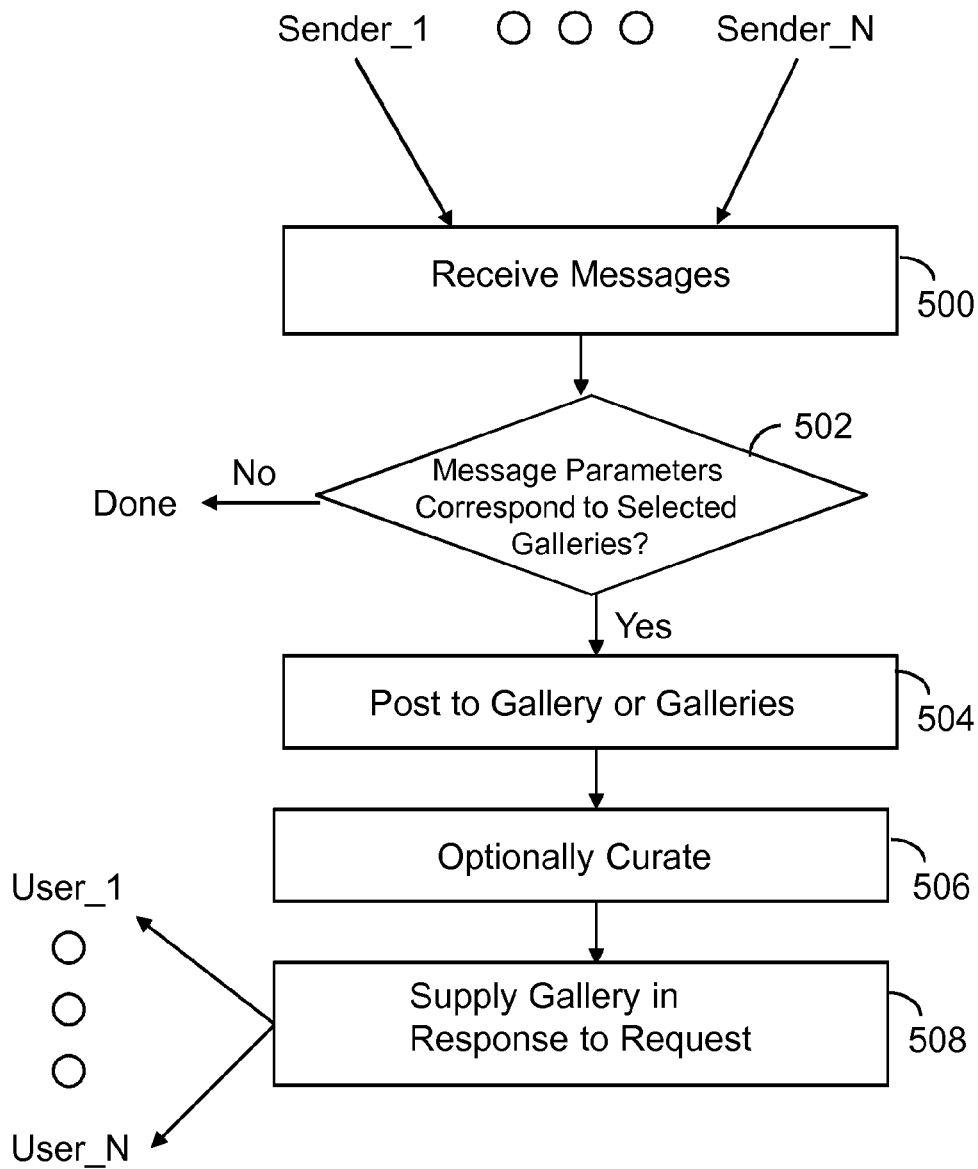 Sender_1
Sender_N
Receive Messages
500
502
Message Parameters
Correspond to Selected
Galleries?
No
Done
Yes
Post to Gallery or Galleries
504
Optionally Curate
506
User_1
Supply Gallery in
Response to Request
508
User_N